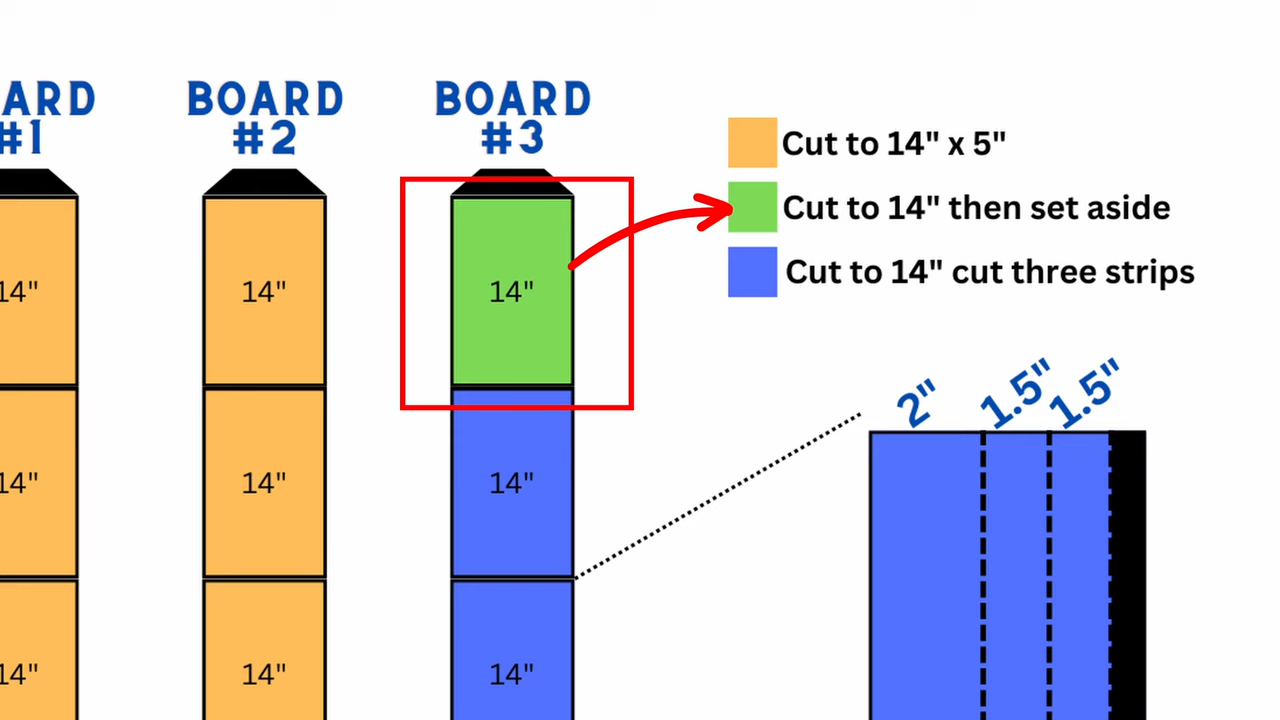 ARD
#1
BOARD
#2
BOARD
#3
Cut to 14" x 5"
Cut to 14" then set aside
Cut to 14" cut three strips
14"
14"
14"
2"
1.5"
1.5"
14"
14"
14"
14"
14"
14"